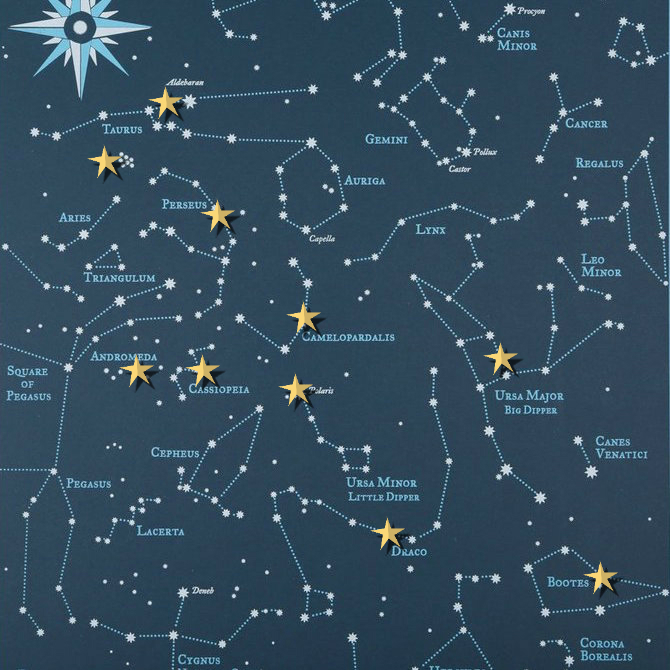 Procyon
Canis
Minor
Aldebaran
Taurus
Gemini
Cancer
Pollux
Castor
Regalus
Auriga
Perseus
Aries
Lynx
Capella
Leo
Minor
Triangulum
Camelopardalis
Andromeda
Square
of
Pegasus
Cassiopeia
Polaris
Ursa Major
Big Dipper
Canes
Venatici
Cepheus
Ursa Minor
Little Dipper
Pegasus
Lacerta
Draco
Bootes
Deneb
Corona
Borealis
Cygnus